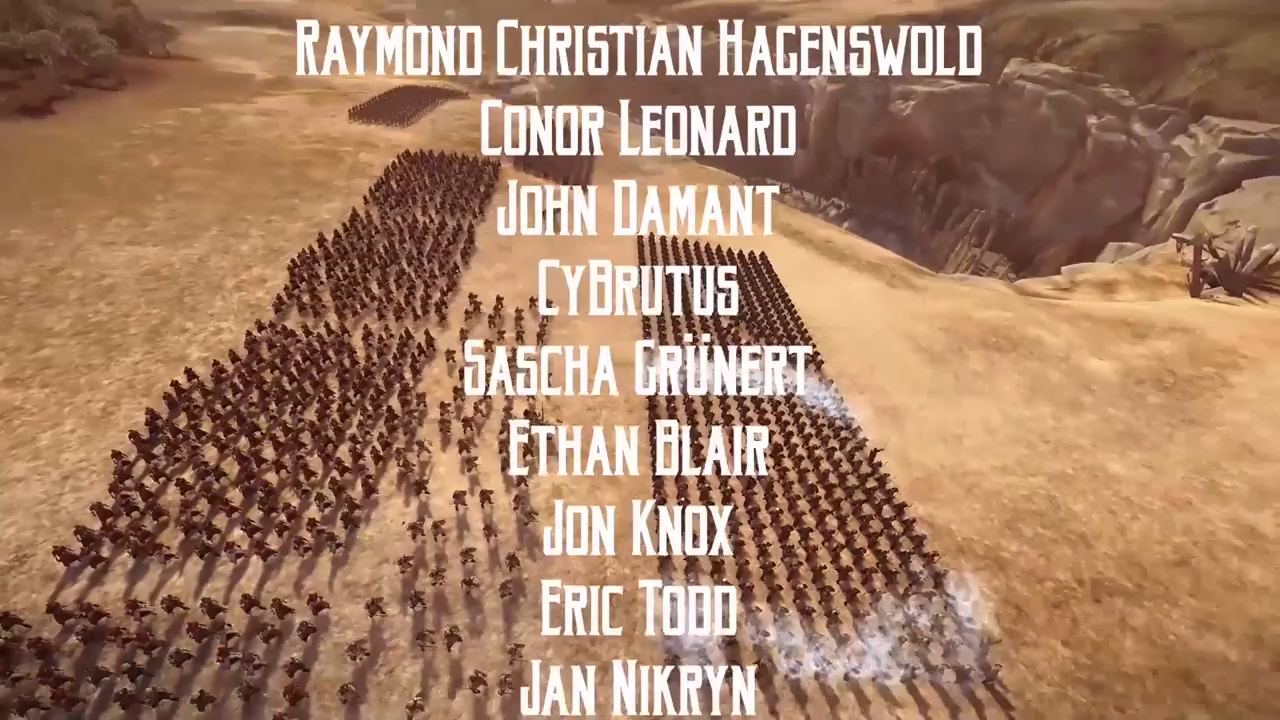 Raymond Christian Hagenswold
Conor Leonard
John Damant
CyBrutus
Sascha Grünert
Ethan Blair
Jon Knox
Eric Todd
Jan Nikryn